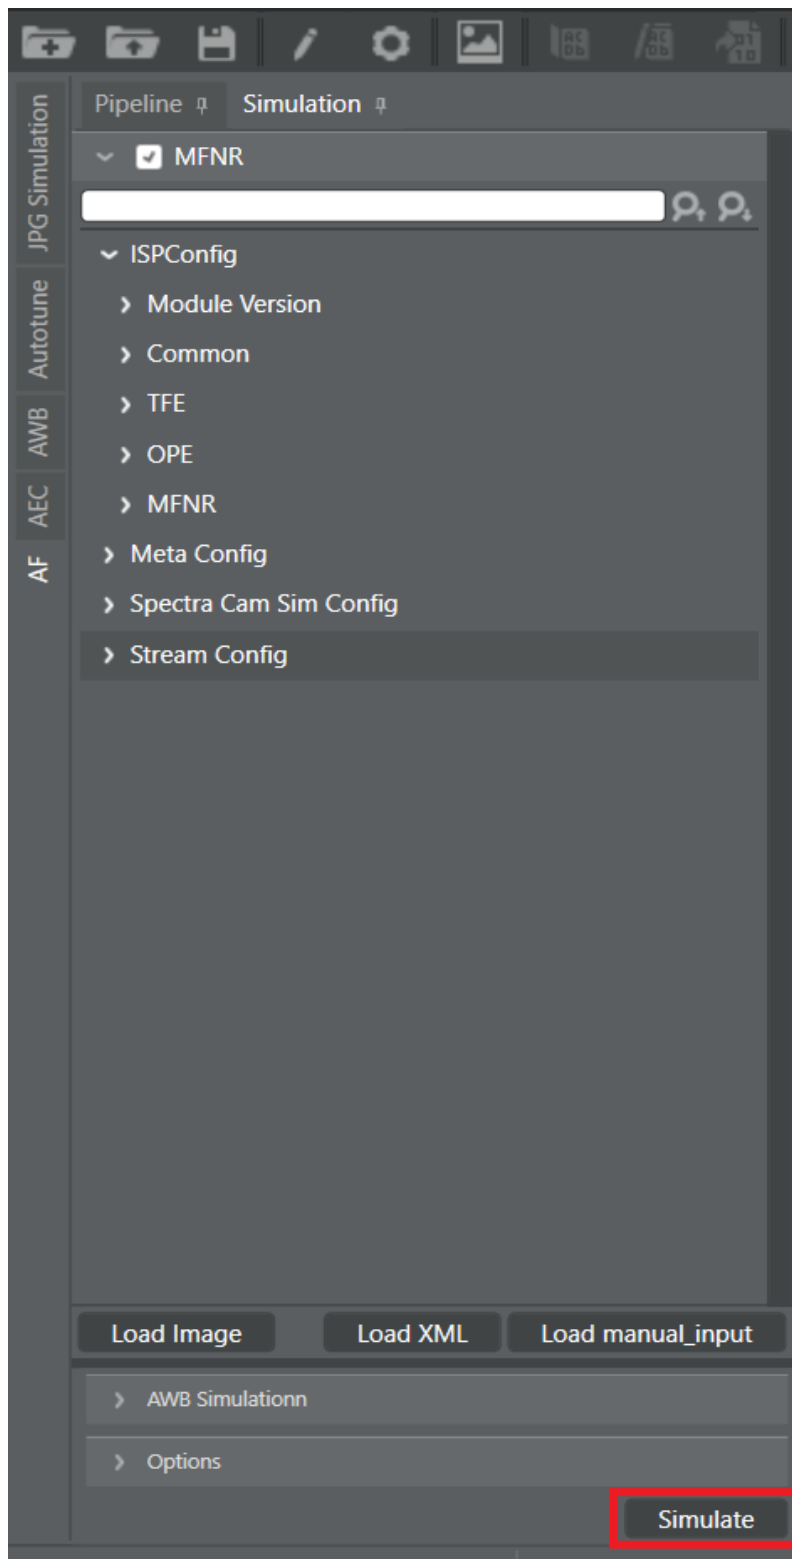 Pipeline Simulation
JPG Simulation
Autotune
AWB
AEC
AF
MFNR
ISPConfig
Module Version
Common
TFE
OPE
MFNR
Meta Config
Spectra Cam Sim Config
Stream Config
Load Image Load XML Load manual_input
AWB Simulationn
Options
Simulate